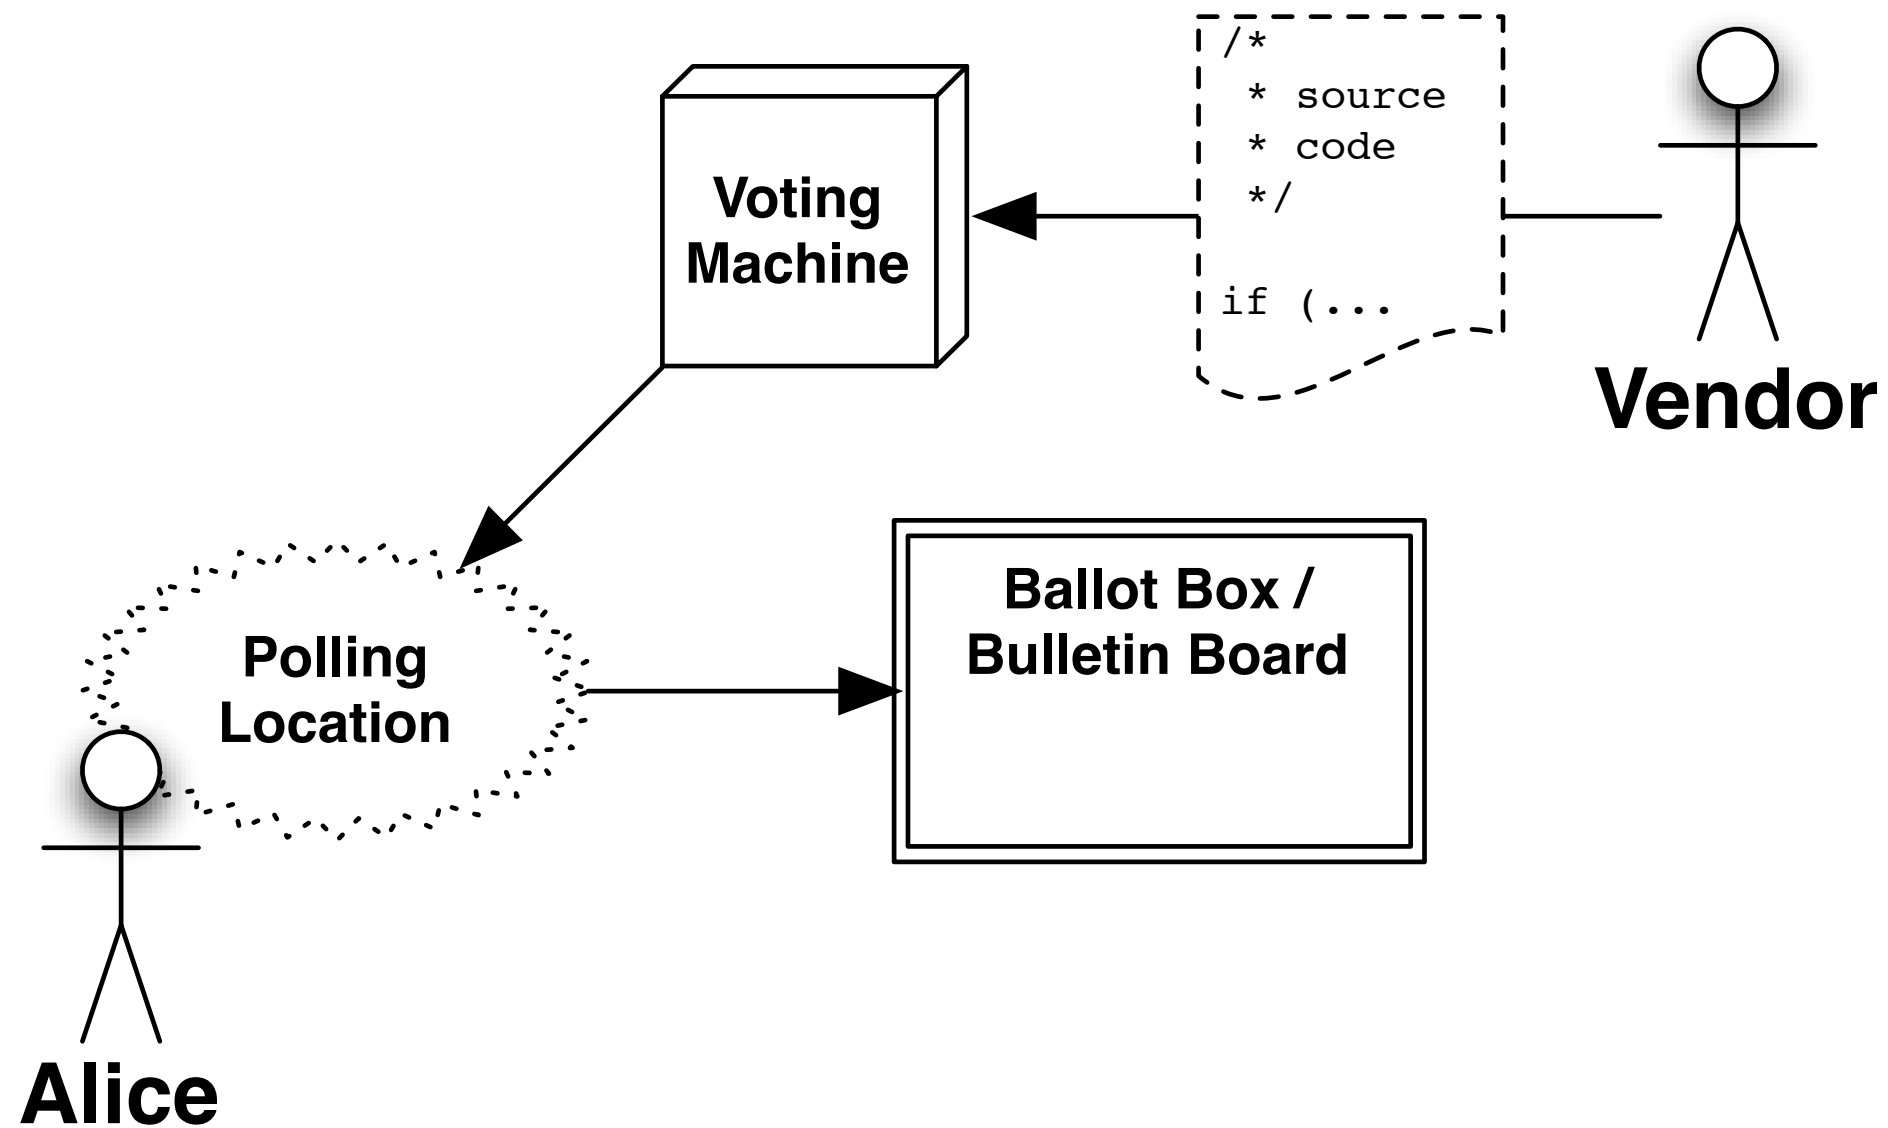 /*
* source
* code
*/
if (...
Voting
Machine
Vendor
Polling
Location
Ballot Box /
Bulletin Board
Alice